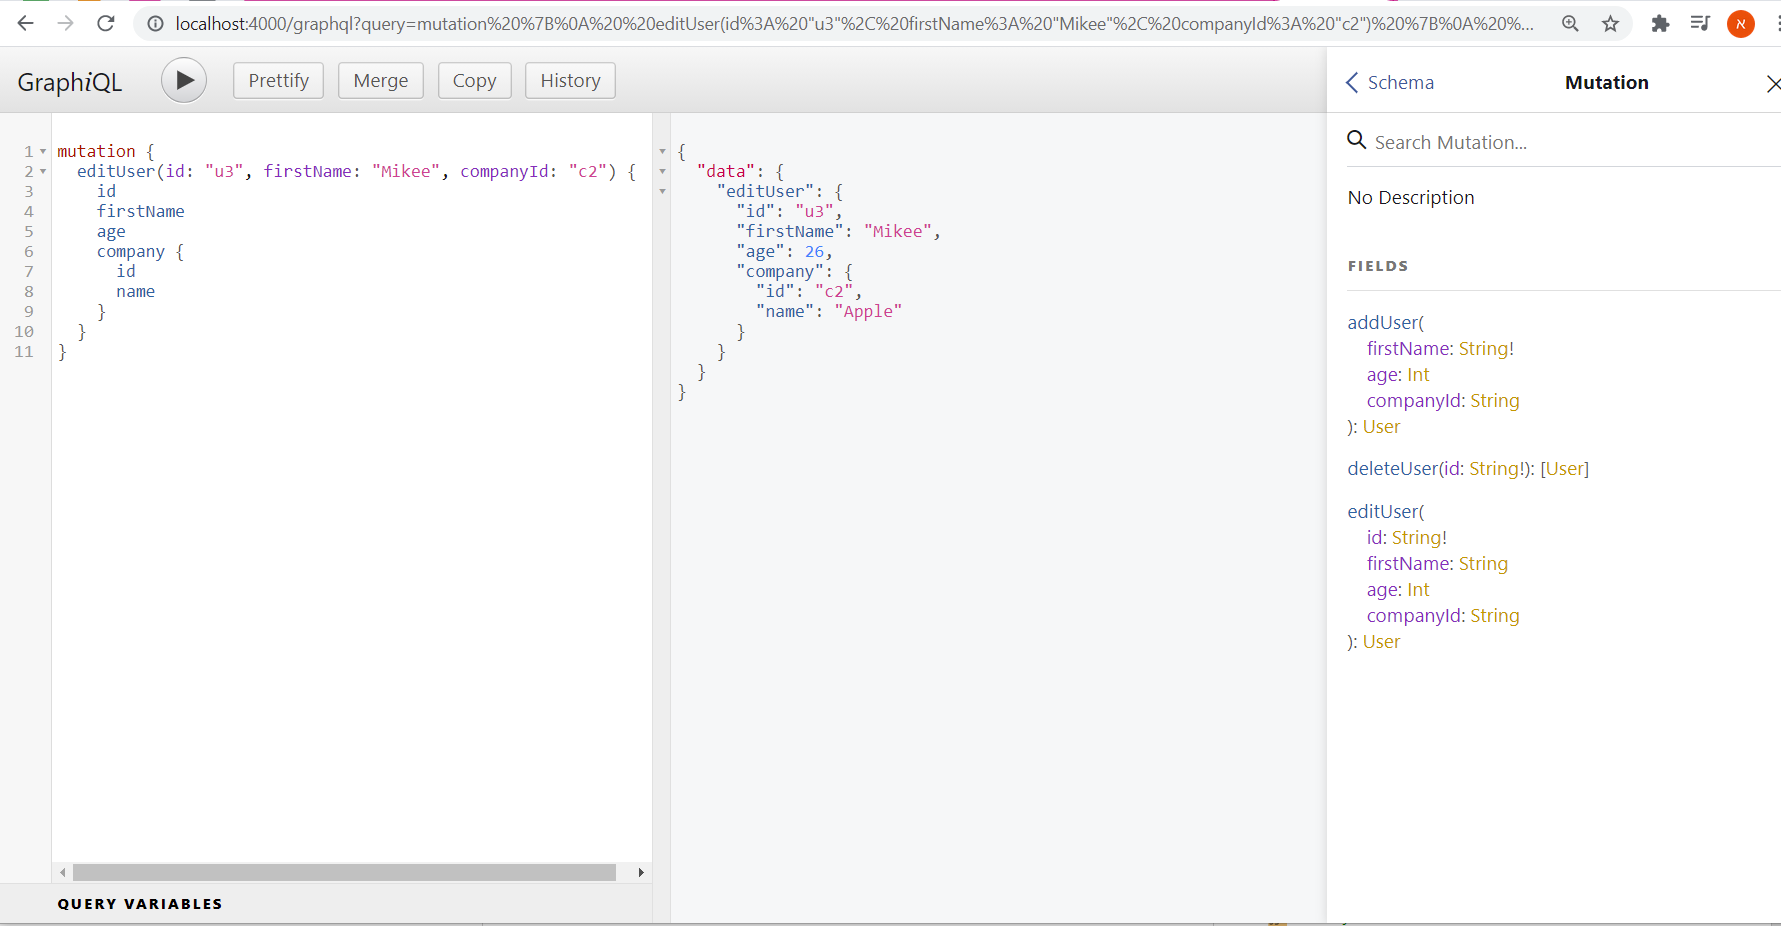 localhost:4000/graphql?query=mutation%20%7B%0A%20%20editUser(id%3A%20"u3"%2C%20firstName%3A%20"Mikee"%2C%20companyId%3A%20"c2")%20%7B%0A%20%20%...
א
GraphiQL
Prettify
Merge
Copy
History
Schema
Mutation
1 mutation {
2 editUser(id: "u3", firstName: "Mikee", companyId: "c2") {
3 id
4 firstName
5 age
6 company {
7 id
8 name
9 }
10 }
11 }
QUERY VARIABLES
{
"data": {
"editUser": {
"id": "u3",
"firstName": "Mikee",
"age": 26,
"company": {
"id": "c2",
"name": "Apple"
}
}
}
}
Search Mutation...
No Description
FIELDS
addUser(
firstName: String!
age: Int
companyId: String
): User
deleteUser(id: String!): [User]
editUser(
id: String!
firstName: String
age: Int
companyId: String
): User